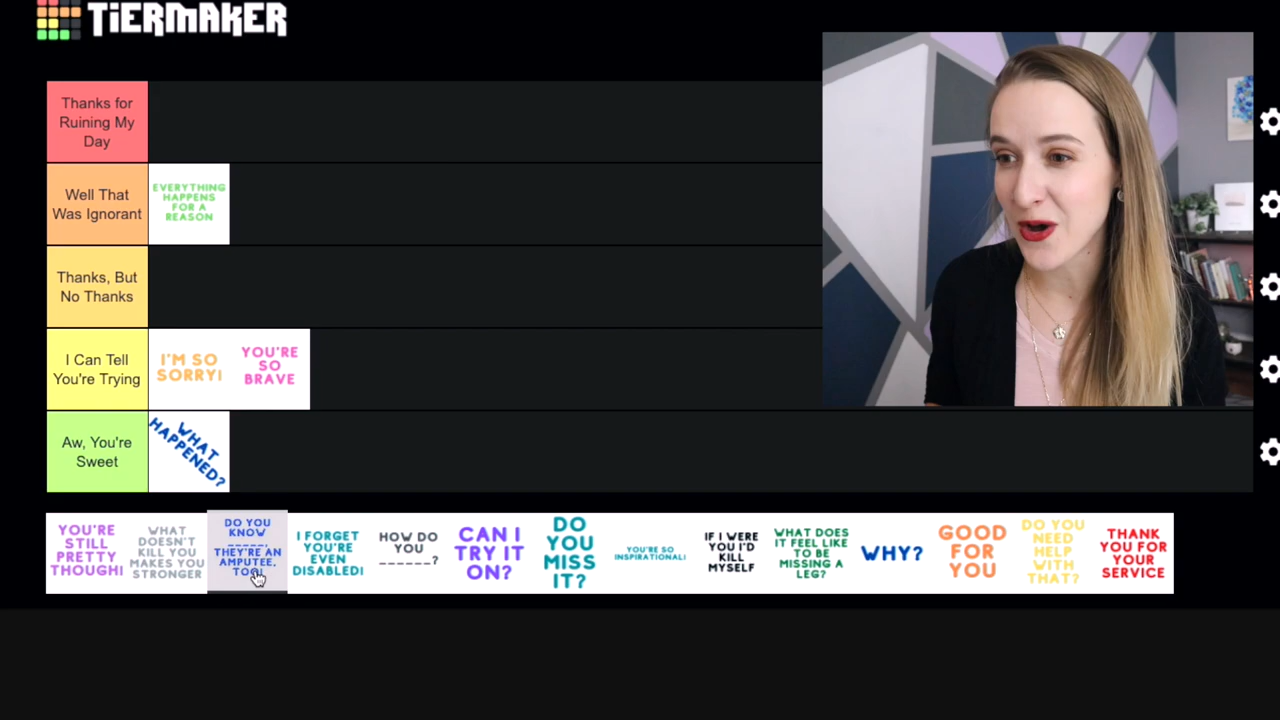 TiERMAKER
Thanks for
Ruining My
Day
Well That
Was Ignorant
EVERYTHING
HAPPENS
FOR A
REASON
Thanks, But
No Thanks
I Can Tell
You're Trying
I'M SO
SORRY!
YOU'RE
SO
BRAVE
Aw, You're
Sweet
WHAT
HAPPENED?
YOU'RE
STILL
PRETTY
THOUGH!
WHAT
DOESN'T
KILL YOU
MAKES YOU
STRONGER
DO YOU
KNOW
_____.
THEY'RE AN
AMPUTEE,
TOO!
I FORGET
YOU'RE
EVEN
DISABLED!
HOW DO
YOU
______?
CAN I
TRY IT
ON?
DO
YOU
MISS
IT?
YOU'RE SO
INSPIRATIONAL!
IF I WERE
YOU I'D
KILL
MYSELF
WHAT DOES
IT FEEL LIKE
TO BE
MISSING A
LEG?
WHY?
GOOD
FOR
YOU
DO YOU
NEED
HELP
WITH
THAT?
THANK
YOU FOR
YOUR
SERVICE